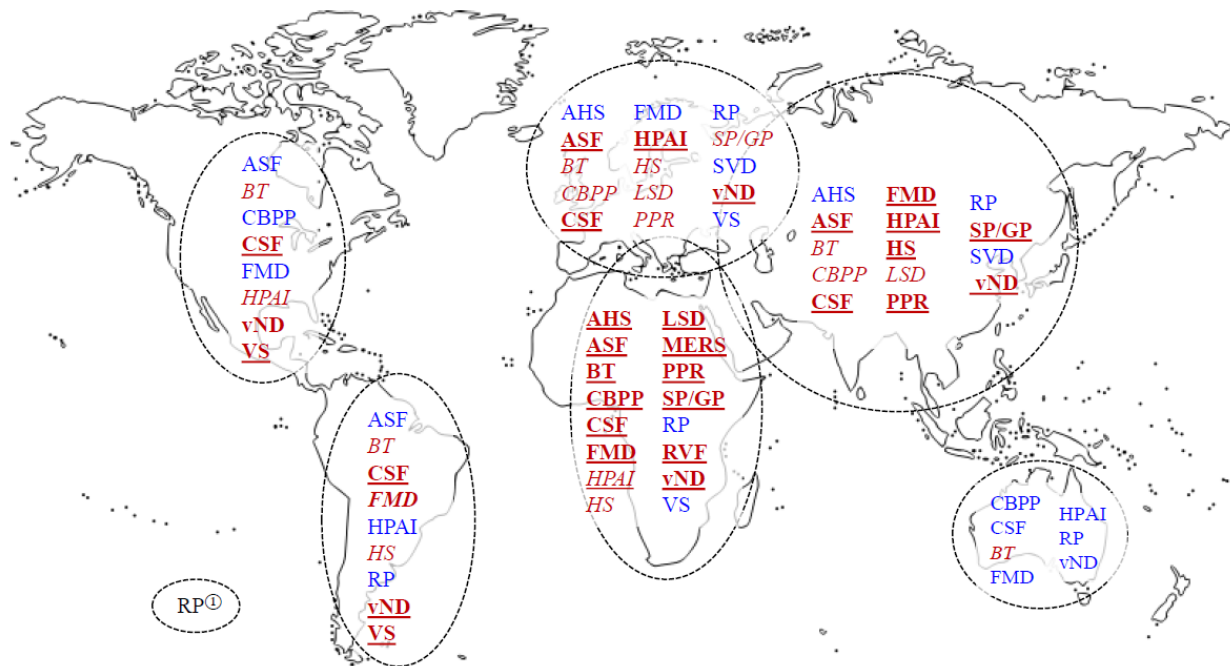 ASF
BT
CBPP
CSF
FMD
HPAI
vND
VS
ASF
BT
CSF
FMD
HPAI
HS
RP
vND
VS
RP①
AHS FMD RP
ASF HPAI SP/GP
BT HS SVD
CBPP LSD vND
CSF PPR VS
AHS LSD
ASF MERS
BT PPR
CBPP SP/GP
CSF RP
FMD RVF
HPAI vND
HS VS
AHS FMD RP
ASF HPAI SP/GP
BT HS SVD
CBPP LSD vND
CSF PPR
CBPP HPAI
CSF RP
BT vND
FMD